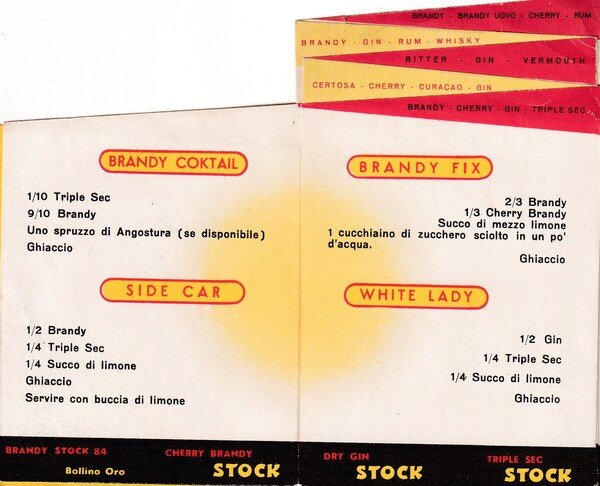 BRANDY - BRANDY UOVO - CHERRY - RUM
BRANDY - GIN - RUM - WHISKY
BITTER - GIN - VERMOUTH
CERTOSA - CHERRY - CURAÇAO - GIN
BRANDY - CHERRY - GIN - TRIPLE SEC
BRANDY COKTAIL
1/10 Triple Sec
9/10 Brandy
Uno spruzzo di Angostura (se disponibile)
Ghiaccio
SIDE CAR
1/2 Brandy
1/4 Triple Sec
1/4 Succo di limone
Ghiaccio
Servire con buccia di limone
BRANDY FIX
2/3 Brandy
1/3 Cherry Brandy
Succo di mezzo limone
1 cucchiaino di zucchero sciolto in un po'
d'acqua.
Ghiaccio
WHITE LADY
1/2 Gin
1/4 Triple Sec
1/4 Succo di limone
Ghiaccio
BRANDY STOCK 84
Bollino Oro
CHERRY BRANDY
STOCK
DRY GIN
STOCK
TRIPLE SEC
STOCK